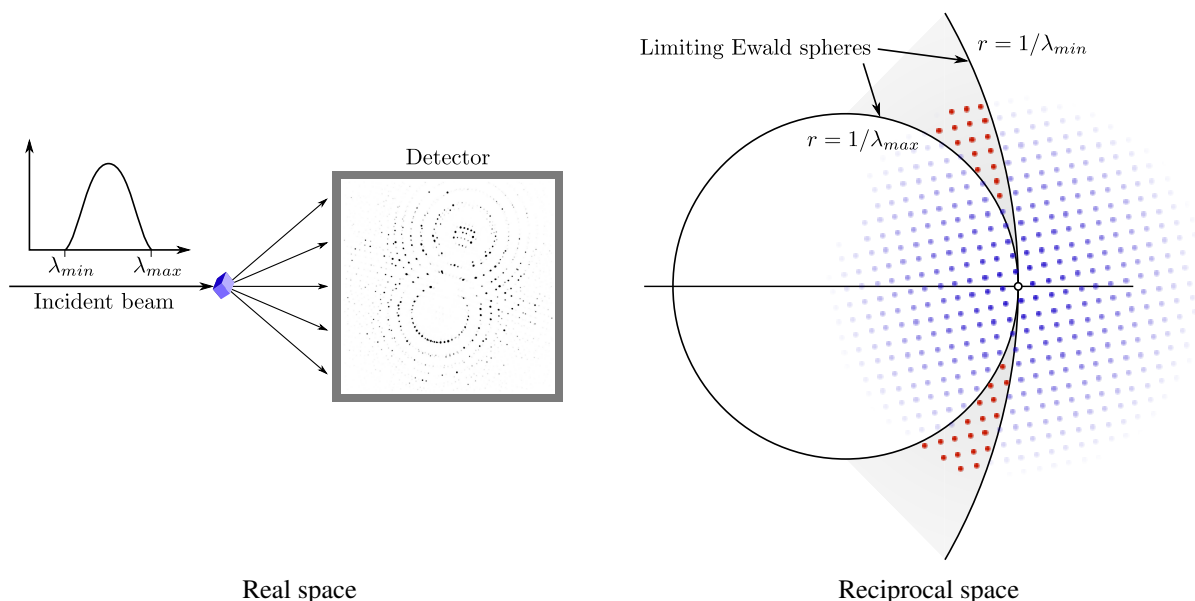 Limiting Ewald spheres
r = 1/λmin
r = 1/λmax
Detector
λmin
λmax
Incident beam
Real space
Reciprocal space